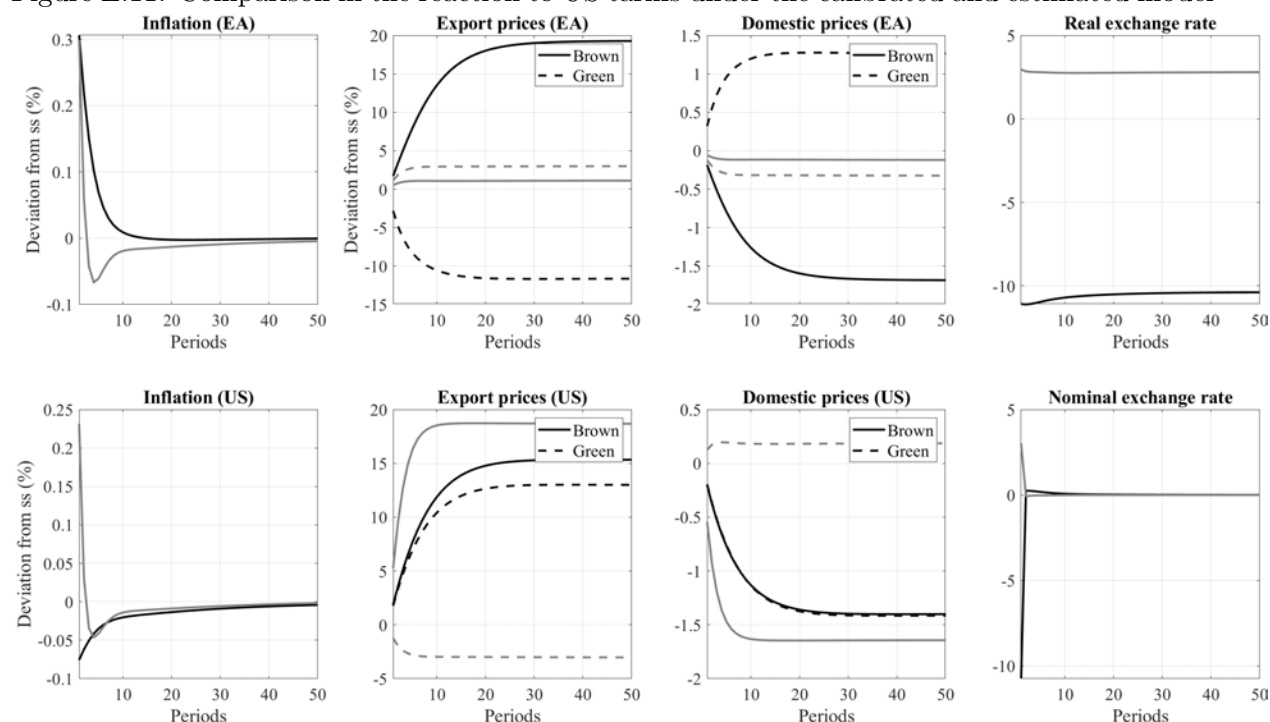 Figure E.11: Comparison in the reaction to US tariffs under the calibrated and estimated model
Inflation (EA)
Deviation from ss (%)
0.3
0.2
0.1
0
-0.1
10 20 30 40 50
Periods
Export prices (EA)
Deviation from ss (%)
20
15
10
5
0
-5
-10
-15
Brown
Green
10 20 30 40 50
Periods
Domestic prices (EA)
1.5
1
0.5
0
-0.5
-1
-1.5
-2
Brown
Green
10 20 30 40 50
Periods
Real exchange rate
5
0
-5
-10
10 20 30 40 50
Periods
Inflation (US)
Deviation from ss (%)
0.25
0.2
0.15
0.1
0.05
0
-0.05
-0.1
10 20 30 40 50
Periods
Export prices (US)
20
15
10
5
0
-5
Brown
Green
10 20 30 40 50
Periods
Domestic prices (US)
0.5
0
-0.5
-1
-1.5
-2
Brown
Green
10 20 30 40 50
Periods
Nominal exchange rate
5
0
-5
-10
10 20 30 40 50
Periods